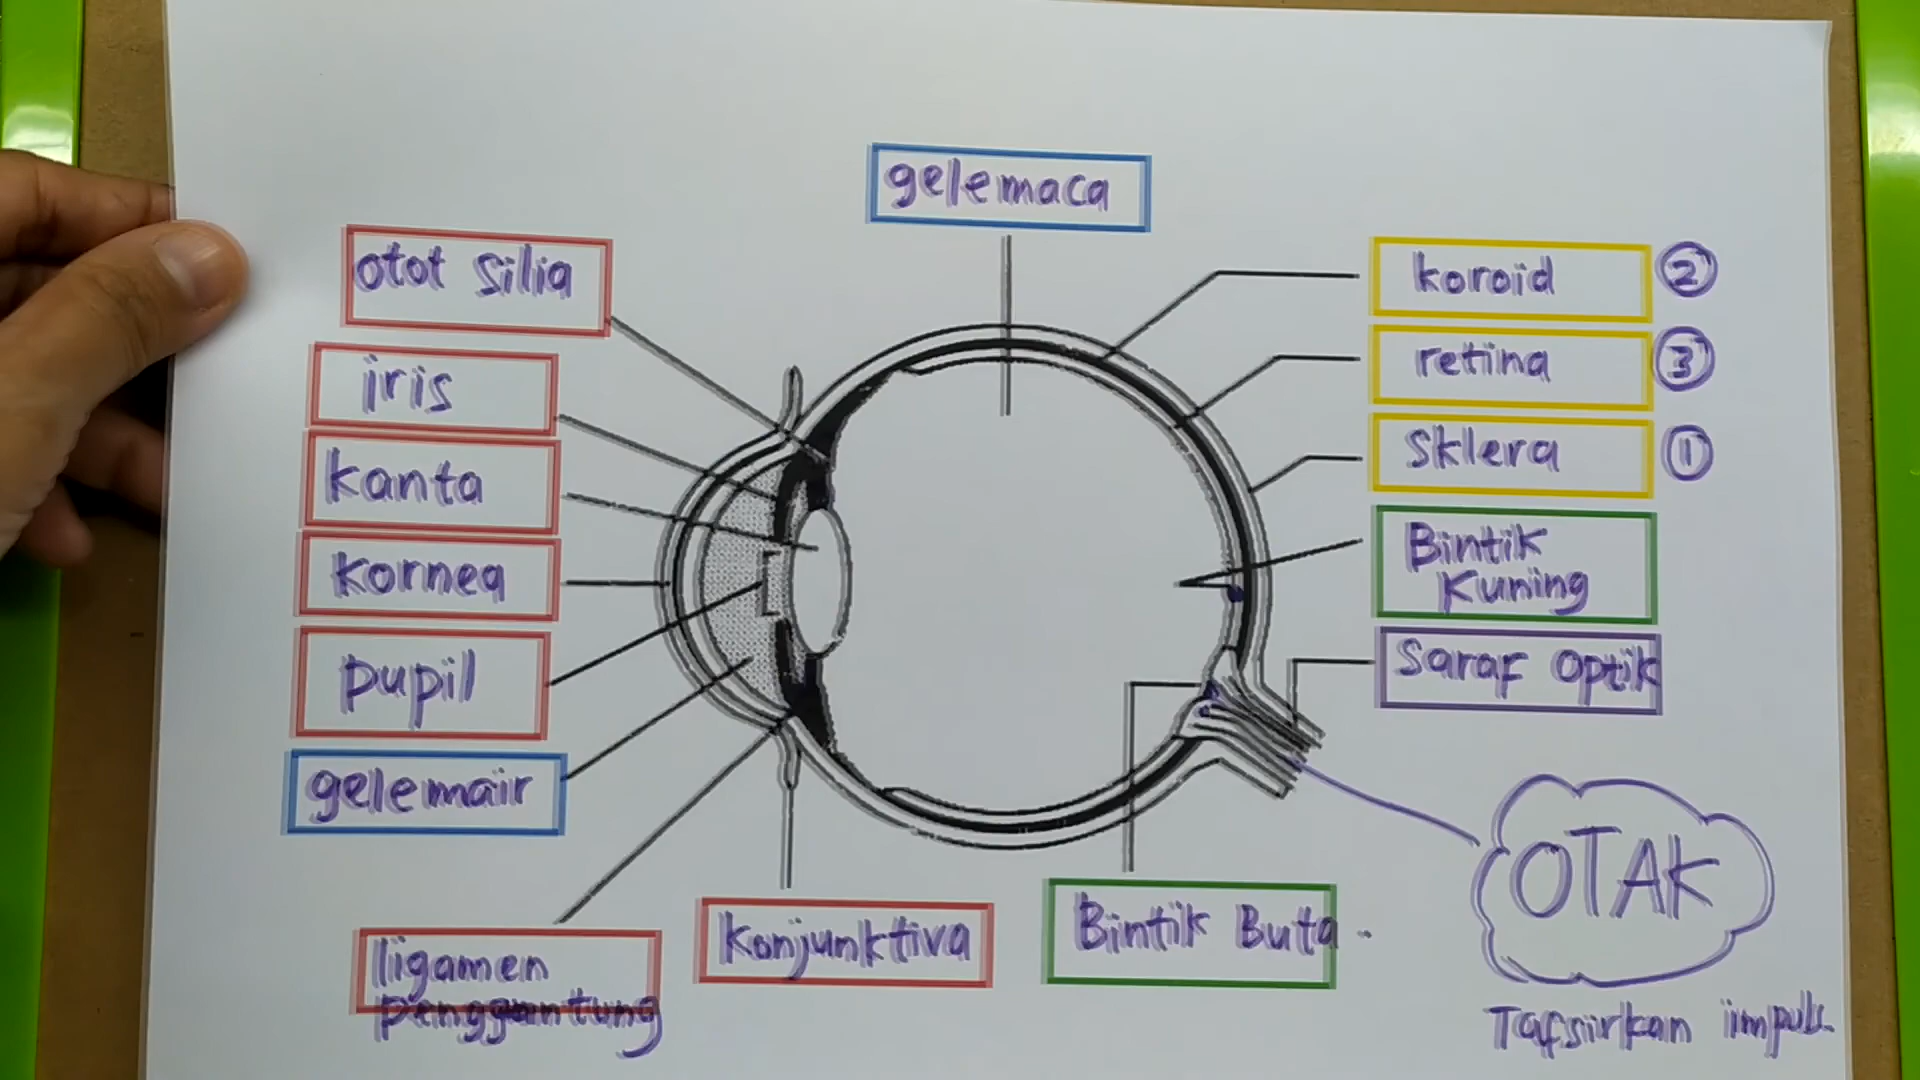 gelemaca
otot silia
iris
kanta
kornea
pupil
gelemair
ligamen
penggantung
Konjunktiva
Bintik Buta
koroid 2
retina 3
Sklera 1
Bintik
Kuning
Saraf Optik
OTAK
Tafsirkan impuls